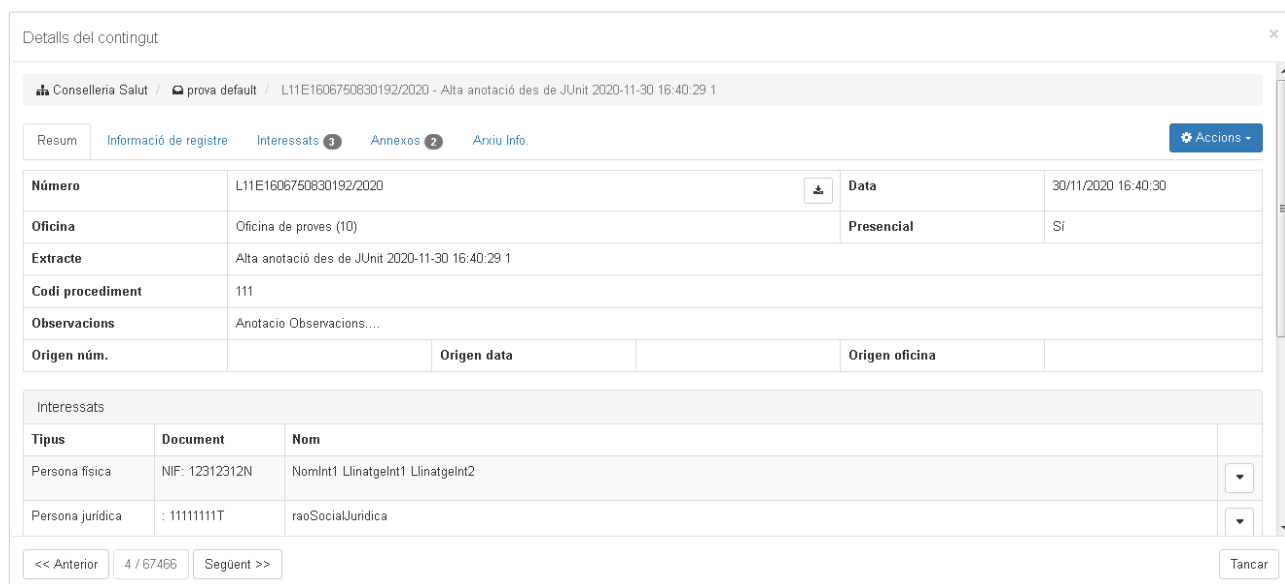 Detalls del contingut ×
Conselleria Salut / prova default / L11E1606750830192/2020 - Alta anotació des de JUnit 2020-11-30 16:40:29 1
Resum Informació de registre Interessats 3 Annexos 2 Arxiu Info. Accions
Número L11E1606750830192/2020 Data 30/11/2020 16:40:30
Oficina Oficina de proves (10) Presencial Sí
Extracte Alta anotació des de JUnit 2020-11-30 16:40:29 1
Codi procediment 111
Observacions Anotacio Observacions....
Origen núm. Origen data Origen oficina
Interessats
Tipus Document Nom
Persona física NIF: 12312312N NomInt1 LlinatgeInt1 LlinatgeInt2
Persona jurídica : 11111111T raoSocialJuridica
<< Anterior 4 / 67466 Següent >> Tancar